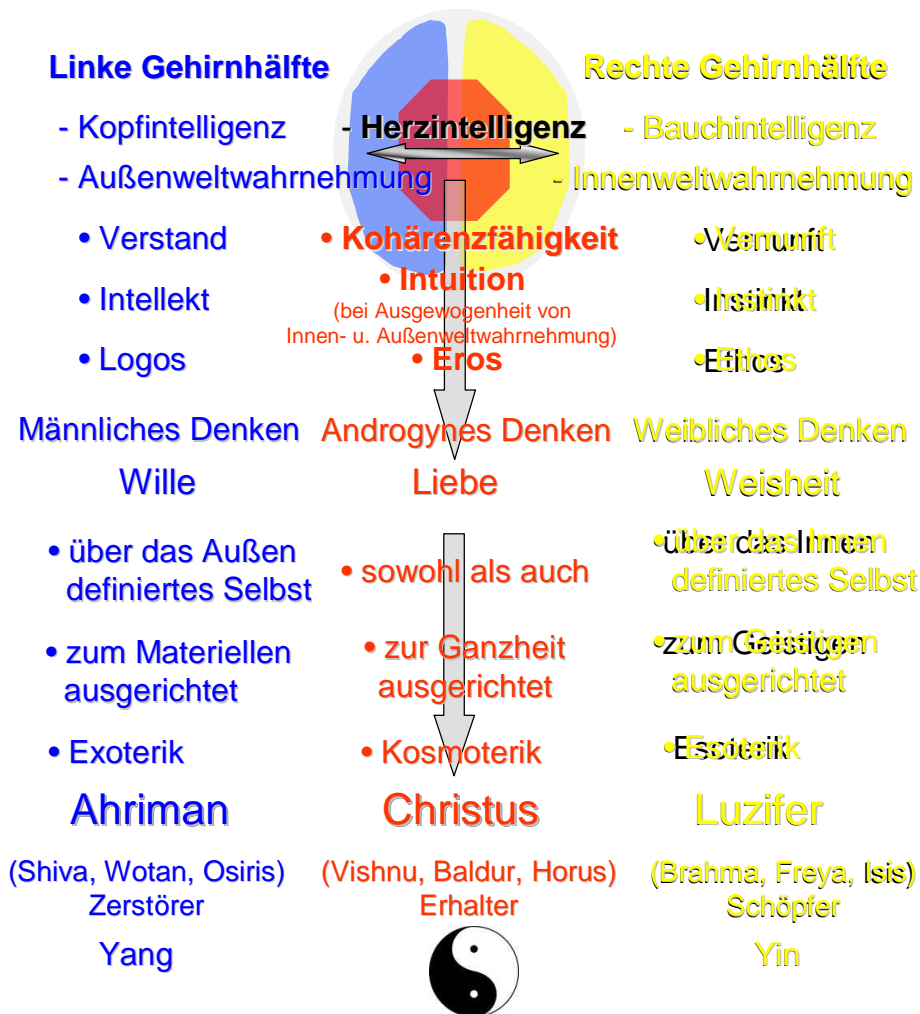 Linke Gehirnhälfte
Rechte Gehirnhälfte
- Kopfintelligenz
- Herzintelligenz
- Bauchintelligenz
- Außenweltwahrnehmung
- Innenweltwahrnehmung
• Verstand
• Kohärenzfähigkeit
• Vernunft
• Intellekt
• Intuition
(bei Ausgewogenheit von
Innen- u. Außenweltwahrnehmung)
• Instinkt
• Logos
• Eros
• Ethos
Männliches Denken
Androgynes Denken
Weibliches Denken
Wille
Liebe
Weisheit
• über das Außen
definiertes Selbst
• sowohl als auch
• über das Innen
definiertes Selbst
• zum Materiellen
ausgerichtet
• zur Ganzheit
ausgerichtet
• zum Geistigen
ausgerichtet
• Exoterik
• Kosmoterik
• Esoterik
Ahriman
Christus
Luzifer
(Shiva, Wotan, Osiris)
Zerstörer
(Vishnu, Baldur, Horus)
Erhalter
(Brahma, Freya, Isis)
Schöpfer
Yang
Yin